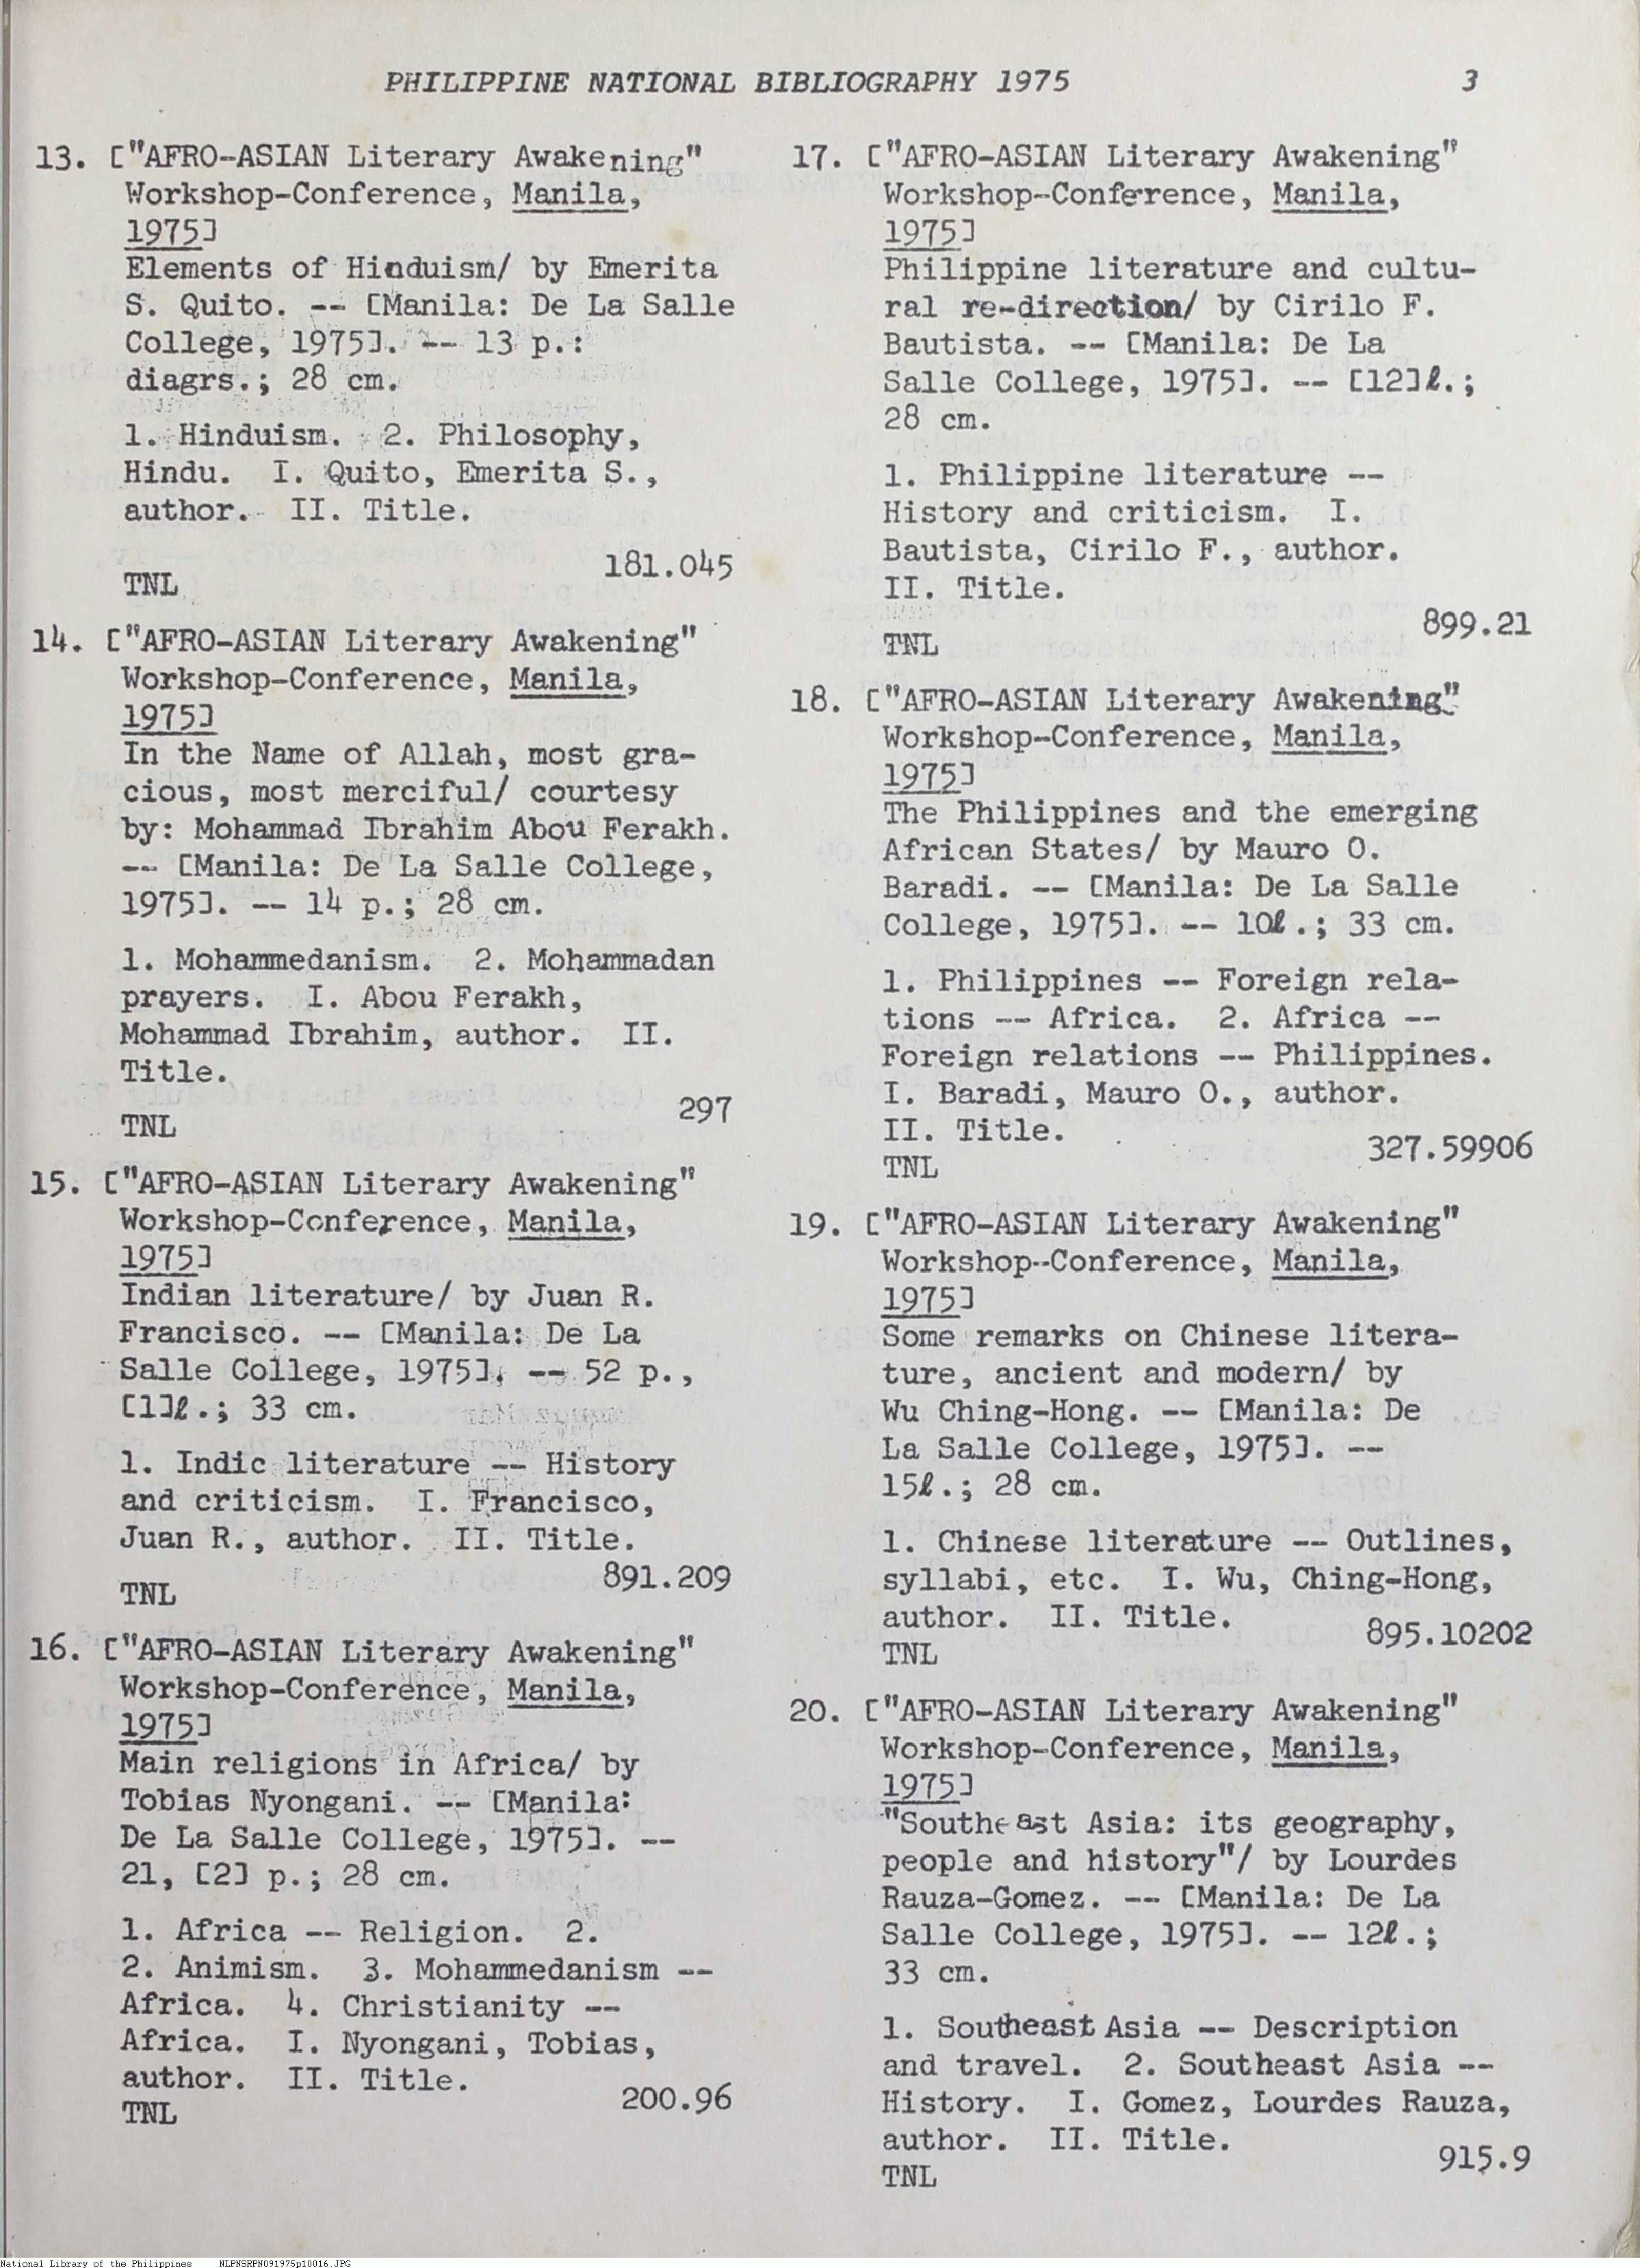 PHILIPPINE NATIONAL BIBLIOGRAPHY 1975 3
13. ["AFRO-ASIAN Literary Awakening"
Workshop-Conference, Manila,
1975]
Elements of Hinduism/ by Emerita
S. Quito. -- [Manila: De La Salle
College, 1975]. -- 13 p.:
diagrs.; 28 cm.
1. Hinduism. 2. Philosophy,
Hindu. I. Quito, Emerita S.,
author. II. Title.
181.045
TNL
14. ["AFRO-ASIAN Literary Awakening"
Workshop-Conference, Manila,
1975]
In the Name of Allah, most gra-
cious, most merciful/ courtesy
by: Mohammad Ibrahim Abou Ferakh.
-- [Manila: De La Salle College,
1975]. -- 14 p.; 28 cm.
1. Mohammedanism. 2. Mohammadan
prayers. I. Abou Ferakh,
Mohammad Ibrahim, author. II.
Title.
297
TNL
15. ["AFRO-ASIAN Literary Awakening"
Workshop-Conference, Manila,
1975]
Indian literature/ by Juan R.
Francisco. -- [Manila: De La
Salle College, 1975]. -- 52 p.,
[1]ℓ.; 33 cm.
1. Indic literature -- History
and criticism. I. Francisco,
Juan R., author. II. Title.
891.209
TNL
16. ["AFRO-ASIAN Literary Awakening"
Workshop-Conference, Manila,
1975]
Main religions in Africa/ by
Tobias Nyongani. -- [Manila:
De La Salle College, 1975]. --
21, [2] p.; 28 cm.
1. Africa -- Religion. 2.
2. Animism. 3. Mohammedanism --
Africa. 4. Christianity --
Africa. I. Nyongani, Tobias,
author. II. Title.
200.96
TNL
17. ["AFRO-ASIAN Literary Awakening"
Workshop-Conference, Manila,
1975]
Philippine literature and cultu-
ral re-direction/ by Cirilo F.
Bautista. -- [Manila: De La
Salle College, 1975]. -- [12]ℓ.;
28 cm.
1. Philippine literature --
History and criticism. I.
Bautista, Cirilo F., author.
II. Title.
899.21
TNL
18. ["AFRO-ASIAN Literary Awakening"
Workshop-Conference, Manila,
1975]
The Philippines and the emerging
African States/ by Mauro O.
Baradi. -- [Manila: De La Salle
College, 1975]. -- 10ℓ.; 33 cm.
1. Philippines -- Foreign rela-
tions -- Africa. 2. Africa --
Foreign relations -- Philippines.
I. Baradi, Mauro O., author.
II. Title.
327.59906
TNL
19. ["AFRO-ASIAN Literary Awakening"
Workshop-Conference, Manila,
1975]
Some remarks on Chinese litera-
ture, ancient and modern/ by
Wu Ching-Hong. -- [Manila: De
La Salle College, 1975]. --
15ℓ.; 28 cm.
1. Chinese literature -- Outlines,
syllabi, etc. I. Wu, Ching-Hong,
author. II. Title.
895.10202
TNL
20. ["AFRO-ASIAN Literary Awakening"
Workshop-Conference, Manila,
1975]
"Southeast Asia: its geography,
people and history"/ by Lourdes
Rauza-Gomez. -- [Manila: De La
Salle College, 1975]. -- 12ℓ.;
33 cm.
1. Southeast Asia -- Description
and travel. 2. Southeast Asia --
History. I. Gomez, Lourdes Rauza,
author. II. Title.
915.9
TNL
National Library of the Philippines NLPNSRPN091975p10016.JPG